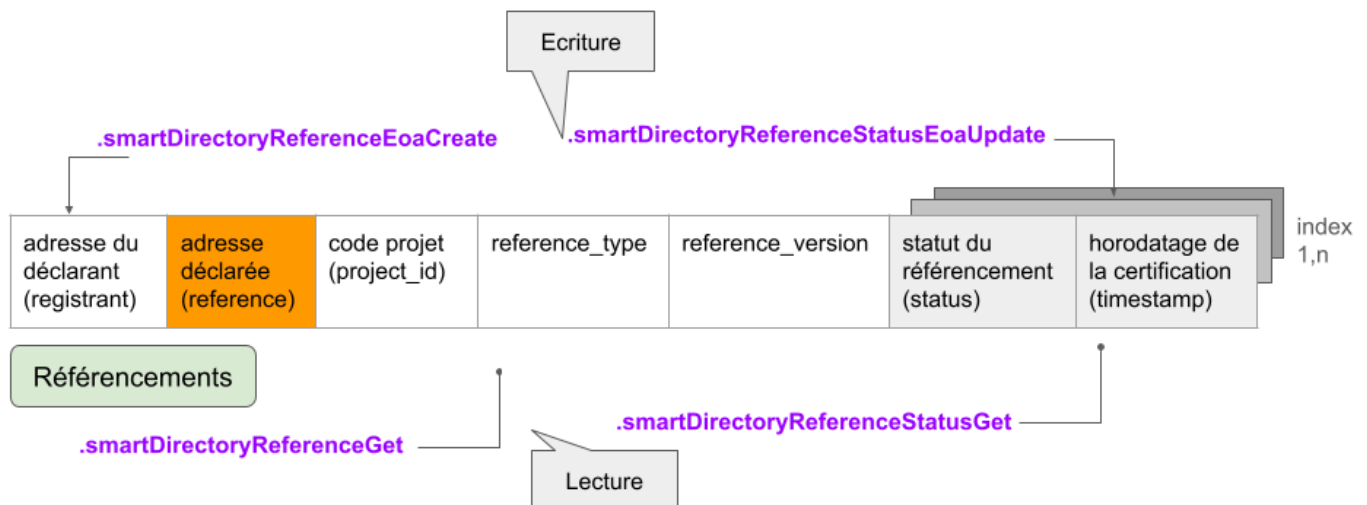 Ecriture
.smartDirectoryReferenceEoaCreate
.smartDirectoryReferenceStatusEoaUpdate
adresse du
déclarant
(registrant)
adresse
déclarée
(reference)
code projet
(project_id)
reference_type
reference_version
statut du
référencement
(status)
horodatage de
la certification
(timestamp)
index
1,n
Référencements
.smartDirectoryReferenceGet
.smartDirectoryReferenceStatusGet
Lecture